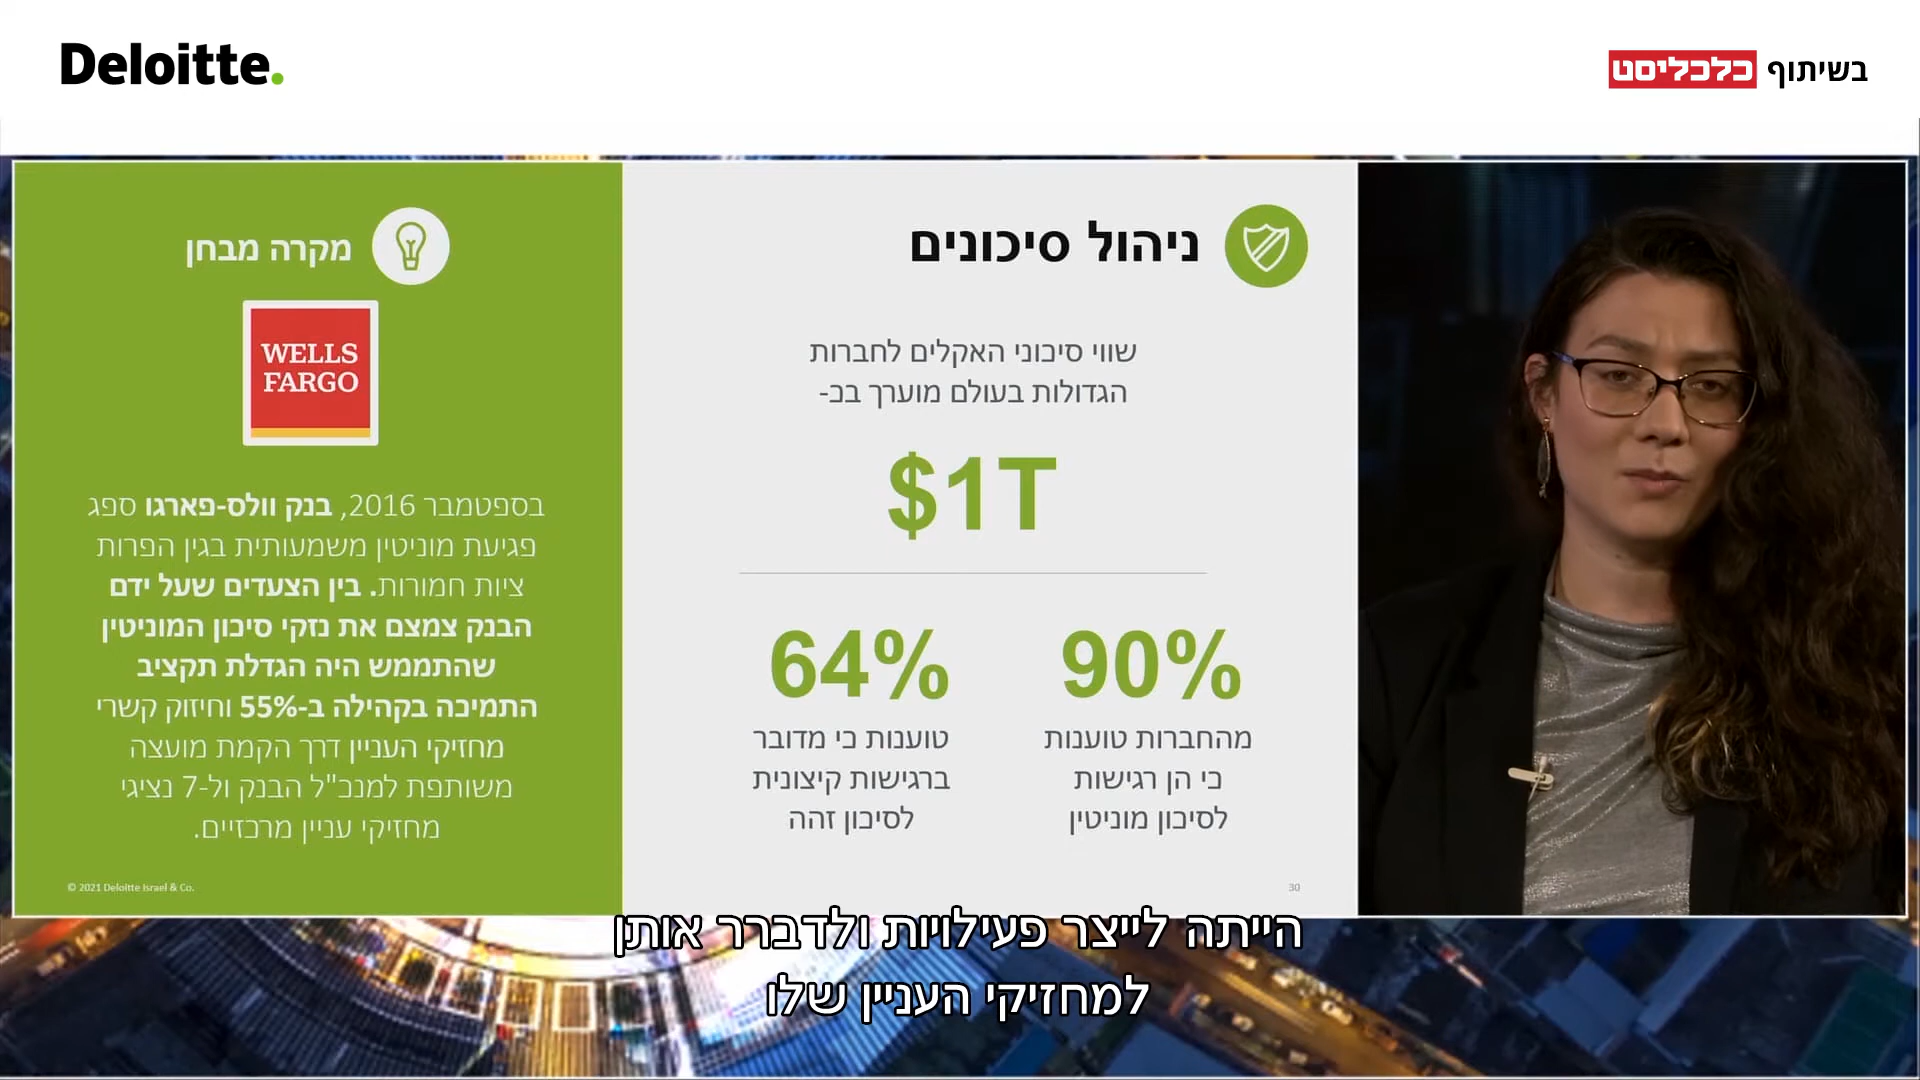 Deloitte.
בשיתוף כלכליסט
ניהול סיכונים
שווי סיכוני האקלים לחברות
הגדולות בעולם מוערך בכ-
$1T
90%
מהחברות טוענות
כי הן רגישות
לסיכון מוניטין
64%
טוענות כי מדובר
ברגישות קיצונית
לסיכון זהה
30
מקרה מבחן
WELLS
FARGO
בספטמבר 2016, בנק וולס-פארגו ספג
פגיעת מוניטין משמעותית בגין הפרות
ציות חמורות. בין הצעדים שעל ידם
הבנק צמצם את נזקי סיכון המוניטין
שהתממש היה הגדלת תקציב
התמיכה בקהילה ב-55% וחיזוק קשרי
מחזיקי העניין דרך הקמת מועצה
משותפת למנכ"ל הבנק ול-7 נציגי
מחזיקי עניין מרכזיים.
© 2021 Deloitte Israel & Co.
הייתה לייצר פעילויות ולדברר אותן
למחזיקי העניין שלו